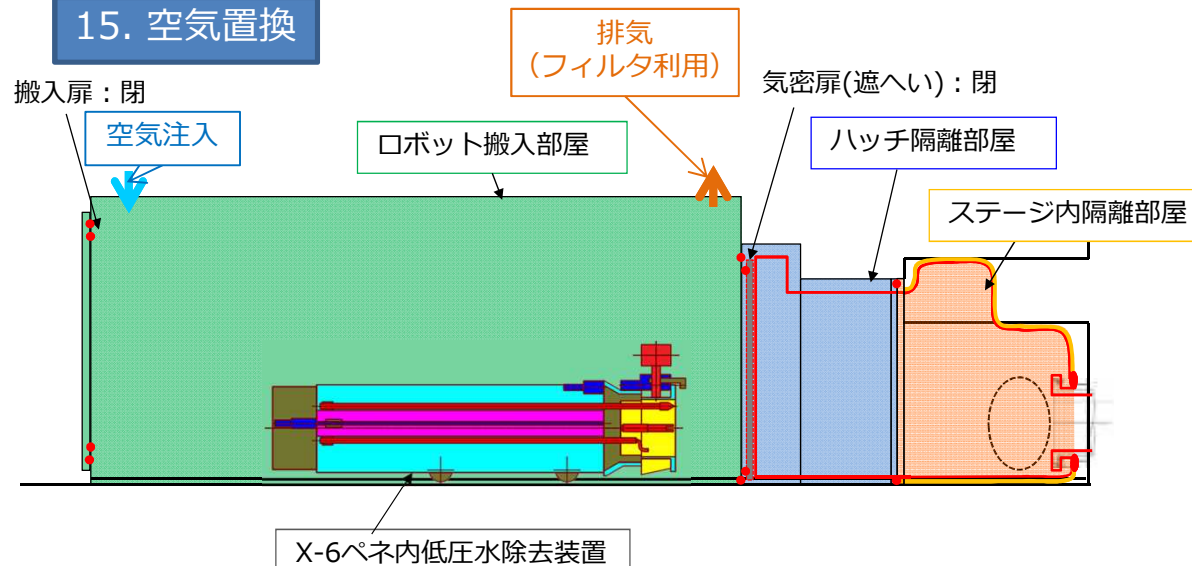 15. 空気置換
搬入扉：閉
空気注入
排気
（フィルタ利用）
気密扉(遮へい)：閉
ロボット搬入部屋
ハッチ隔離部屋
ステージ内隔離部屋
X-6ペネ内低圧水除去装置